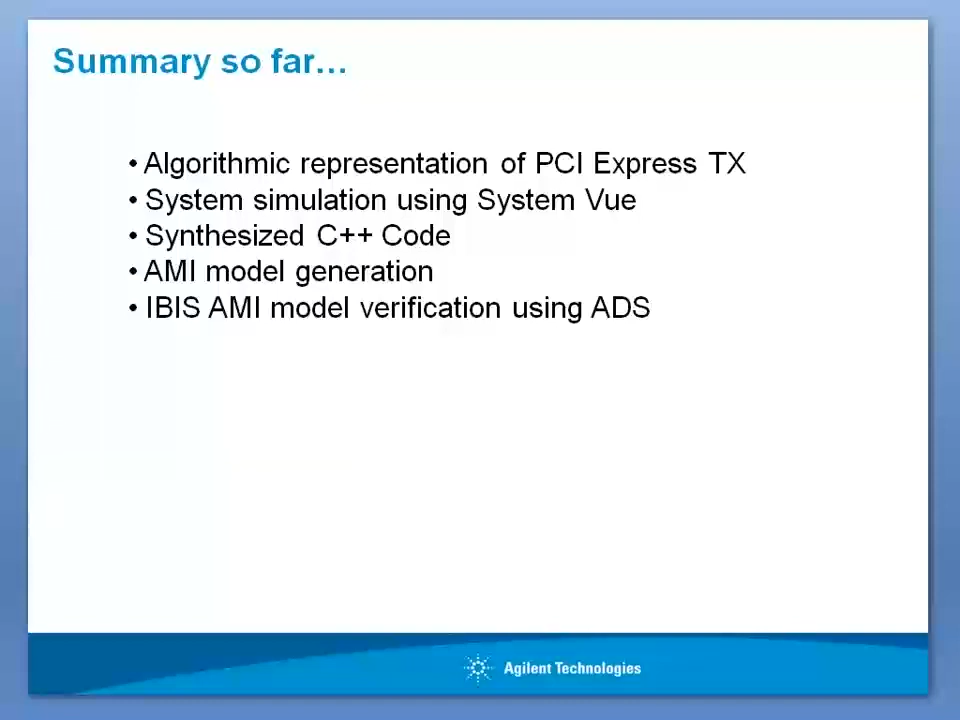 Summary so far…
• Algorithmic representation of PCI Express TX
• System simulation using System Vue
• Synthesized C++ Code
• AMI model generation
• IBIS AMI model verification using ADS
Agilent Technologies